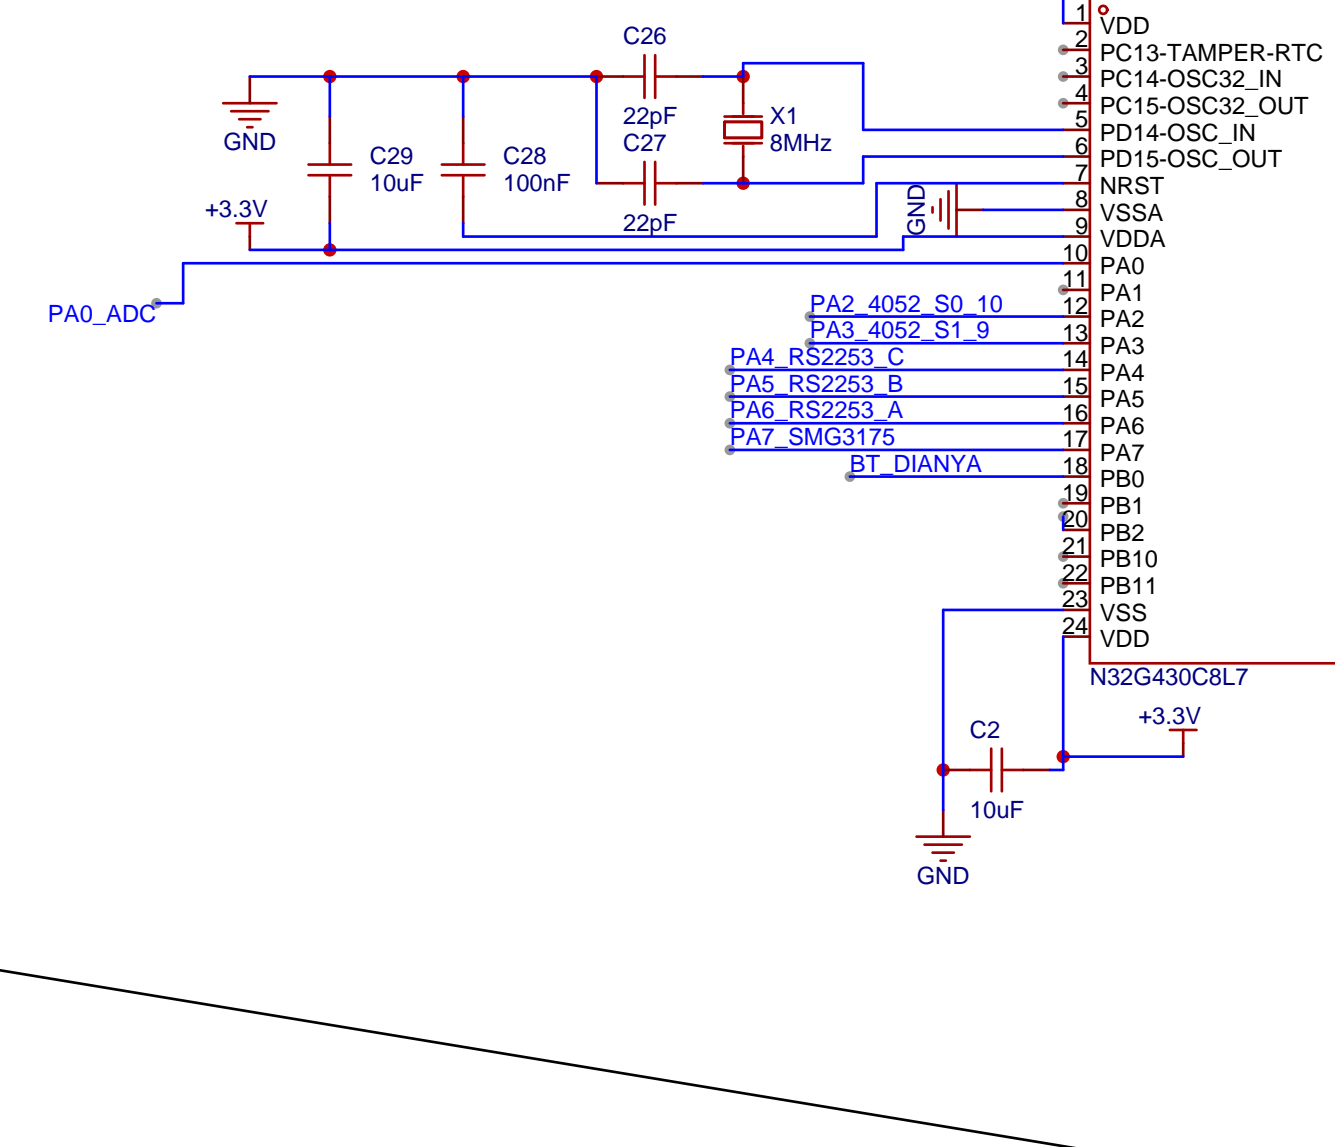 C26
22pF
C27
22pF
X1
8MHz
GND
C29
10uF
C28
100nF
+3.3V
GND
PA0_ADC
PA2_4052_S0_10
PA3_4052_S1_9
PA4_RS2253_C
PA5_RS2253_B
PA6_RS2253_A
PA7_SMG3175
BT_DIANYA
1 VDD
2 PC13-TAMPER-RTC
3 PC14-OSC32_IN
4 PC15-OSC32_OUT
5 PD14-OSC_IN
6 PD15-OSC_OUT
7 NRST
8 VSSA
9 VDDA
10 PA0
11 PA1
12 PA2
13 PA3
14 PA4
15 PA5
16 PA6
17 PA7
18 PB0
19 PB1
20 PB2
21 PB10
22 PB11
23 VSS
24 VDD
N32G430C8L7
+3.3V
C2
10uF
GND